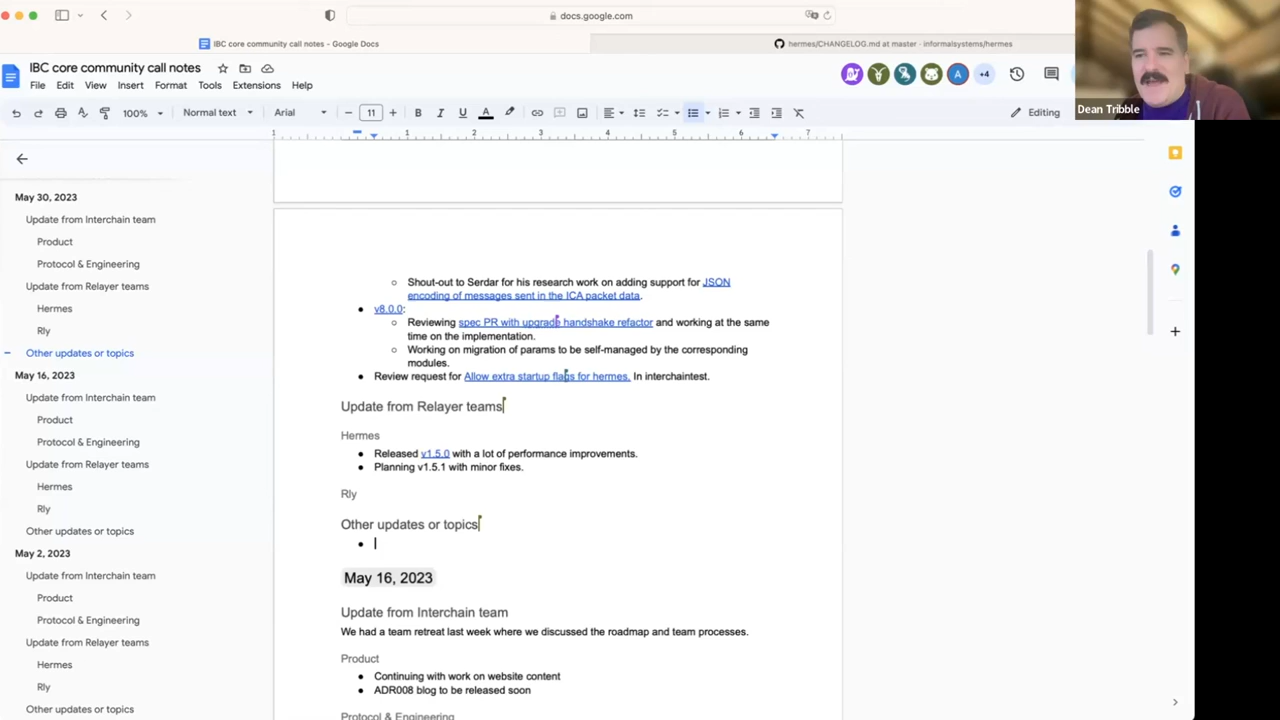 docs.google.com
IBC core community call notes - Google Docs
hermes/CHANGELOG.md at master · informalsystems/hermes
IBC core community call notes
File Edit View Insert Format Tools Extensions Help
A +4
Dean Tribble
100% Normal text Arial 11 B I U A Editing
1 1 2 3 4 5 6 7
May 30, 2023
Update from Interchain team
Product
Protocol & Engineering
Update from Relayer teams
Hermes
Rly
Other updates or topics
May 16, 2023
Update from Interchain team
Product
Protocol & Engineering
Update from Relayer teams
Hermes
Rly
Other updates or topics
May 2, 2023
Update from Interchain team
Product
Protocol & Engineering
Update from Relayer teams
Hermes
Rly
Other updates or topics
Shout-out to Serdar for his research work on adding support for JSON
encoding of messages sent in the ICA packet data.
v8.0.0:
Reviewing spec PR with upgrade handshake refactor and working at the same
time on the implementation.
Working on migration of params to be self-managed by the corresponding
modules.
Review request for Allow extra startup flags for hermes. In interchaintest.
Update from Relayer teams
Hermes
Released v1.5.0 with a lot of performance improvements.
Planning v1.5.1 with minor fixes.
Rly
Other updates or topics
May 16, 2023
Update from Interchain team
We had a team retreat last week where we discussed the roadmap and team processes.
Product
Continuing with work on website content
ADR008 blog to be released soon
Protocol & Engineering